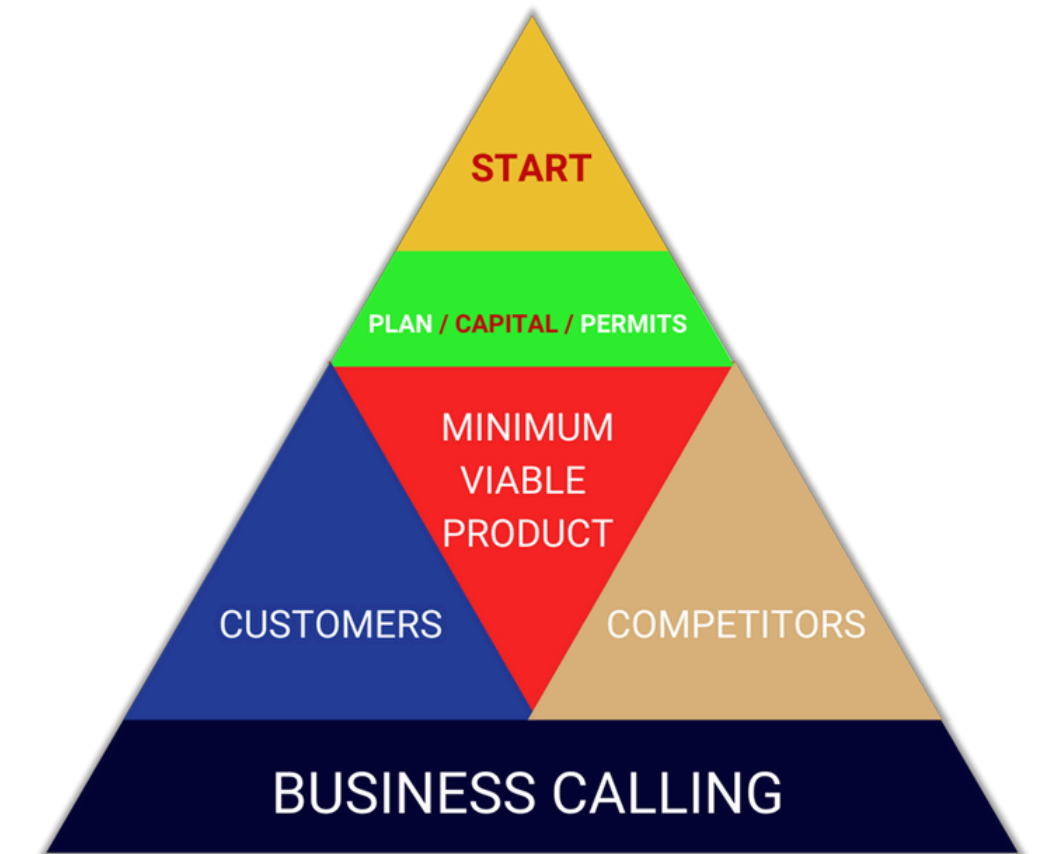 START
PLAN / CAPITAL / PERMITS
MINIMUM
VIABLE
PRODUCT
CUSTOMERS
COMPETITORS
BUSINESS CALLING